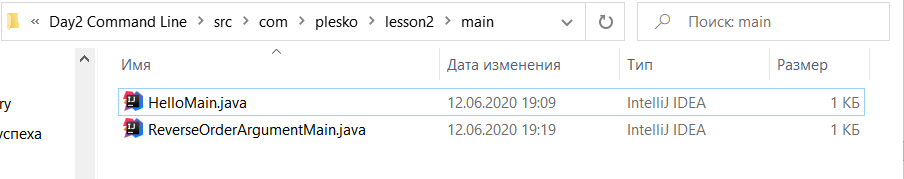 « Day2 Command Line > src > com > plesko > lesson2 > main
Поиск: main
Имя Дата изменения Тип Размер
HelloMain.java 12.06.2020 19:09 IntelliJ IDEA 1 КБ
ry
ReverseOrderArgumentMain.java 12.06.2020 19:19 IntelliJ IDEA 1 КБ
успеха